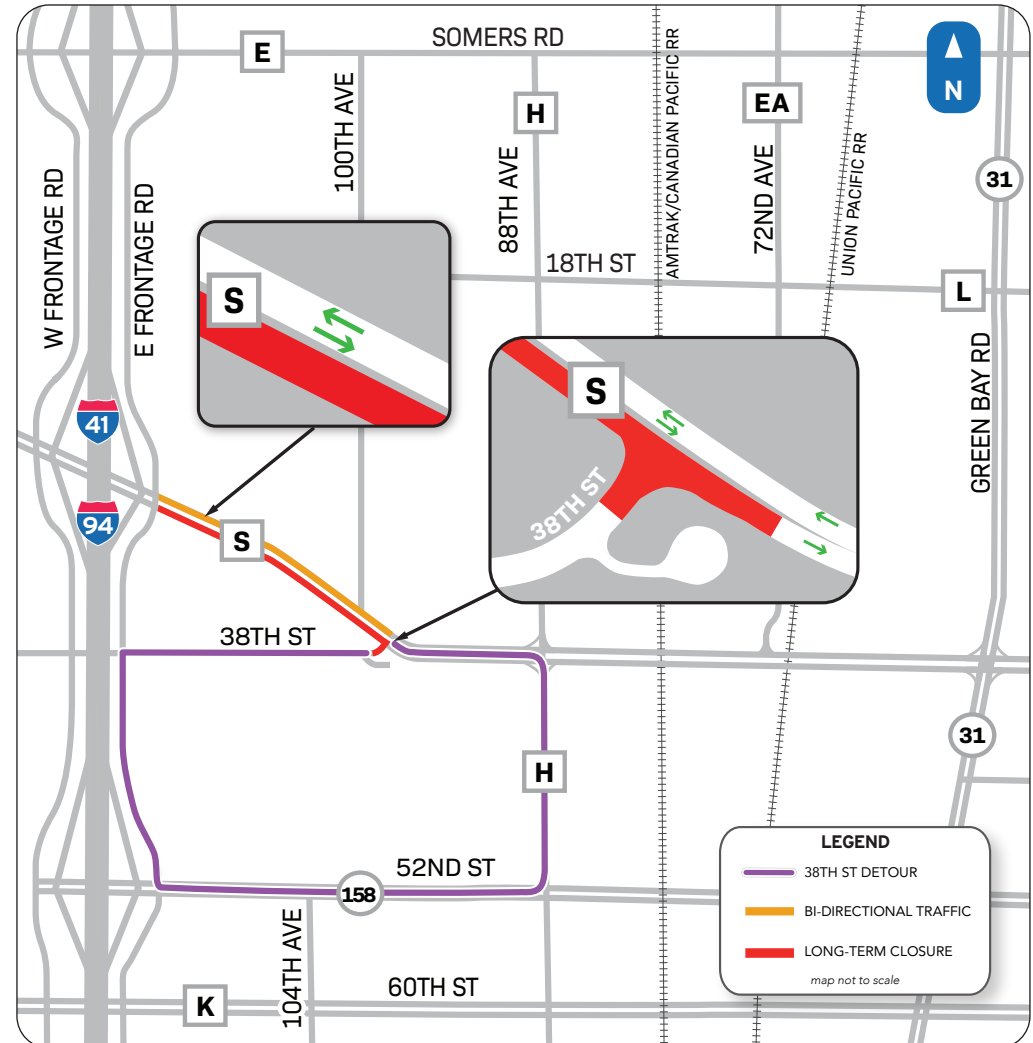 E
SOMERS RD
N
H
EA
31
100TH AVE
88TH AVE
AMTRAK/CANADIAN PACIFIC RR
72ND AVE
UNION PACIFIC RR
W FRONTAGE RD
E FRONTAGE RD
18TH ST
L
S
GREEN BAY RD
S
38TH ST
41
94
S
38TH ST
31
H
52ND ST
158
104TH AVE
60TH ST
K
LEGEND
38TH ST DETOUR
BI-DIRECTIONAL TRAFFIC
LONG-TERM CLOSURE
map not to scale